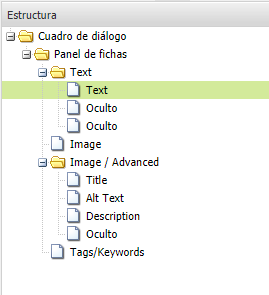 Estructura
Cuadro de diálogo
Panel de fichas
Text
Text
Oculto
Oculto
Image
Image / Advanced
Title
Alt Text
Description
Oculto
Tags/Keywords